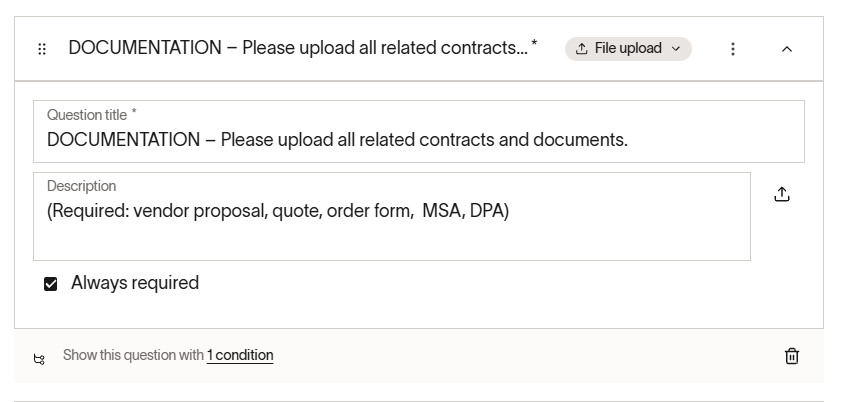 DOCUMENTATION – Please upload all related contracts... * File upload
Question title *
DOCUMENTATION – Please upload all related contracts and documents.
Description
(Required: vendor proposal, quote, order form,  MSA, DPA)
Always required
Show this question with 1 condition